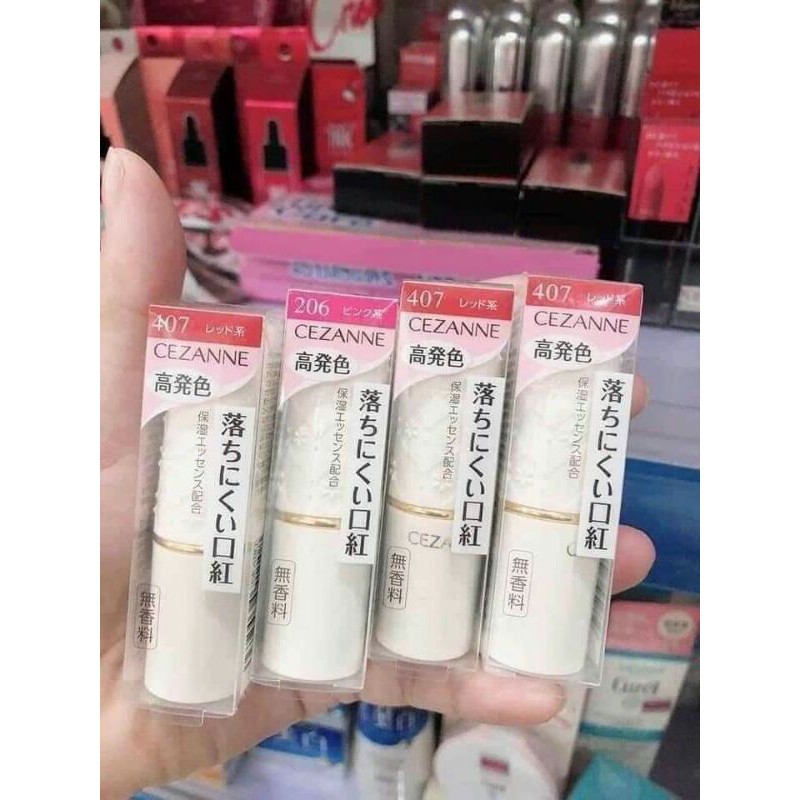 407 レッド系
CEZANNE
高発色
保湿エッセンス配合
落ちにくい口紅
無香料
206 ピンク系
CEZANNE
高発色
保湿エッセンス配合
落ちにくい口紅
無香料
407 レッド系
CEZANNE
高発色
保湿エッセンス配合
落ちにくい口紅
CEZA
無香料
407 レッド系
CEZANNE
高発色
保湿エッセンス配合
落ちにくい口紅
無香料
Curél